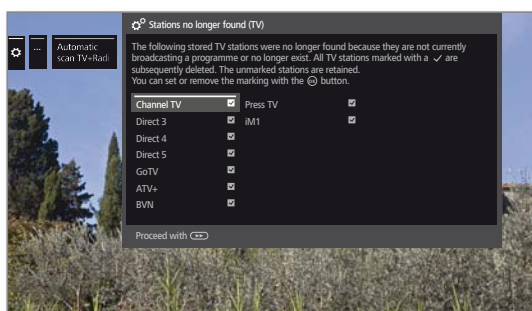 Stations no longer found (TV)
...
Automatic
scan TV+Radi
The following stored TV stations were no longer found because they are not currently
broadcasting a programme or no longer exist. All TV stations marked with a ✓ are
subsequently deleted. The unmarked stations are retained.
You can set or remove the marking with the OK button.
Channel TV
Press TV
Direct 3
iM1
Direct 4
Direct 5
GoTV
ATV+
BVN
Proceed with